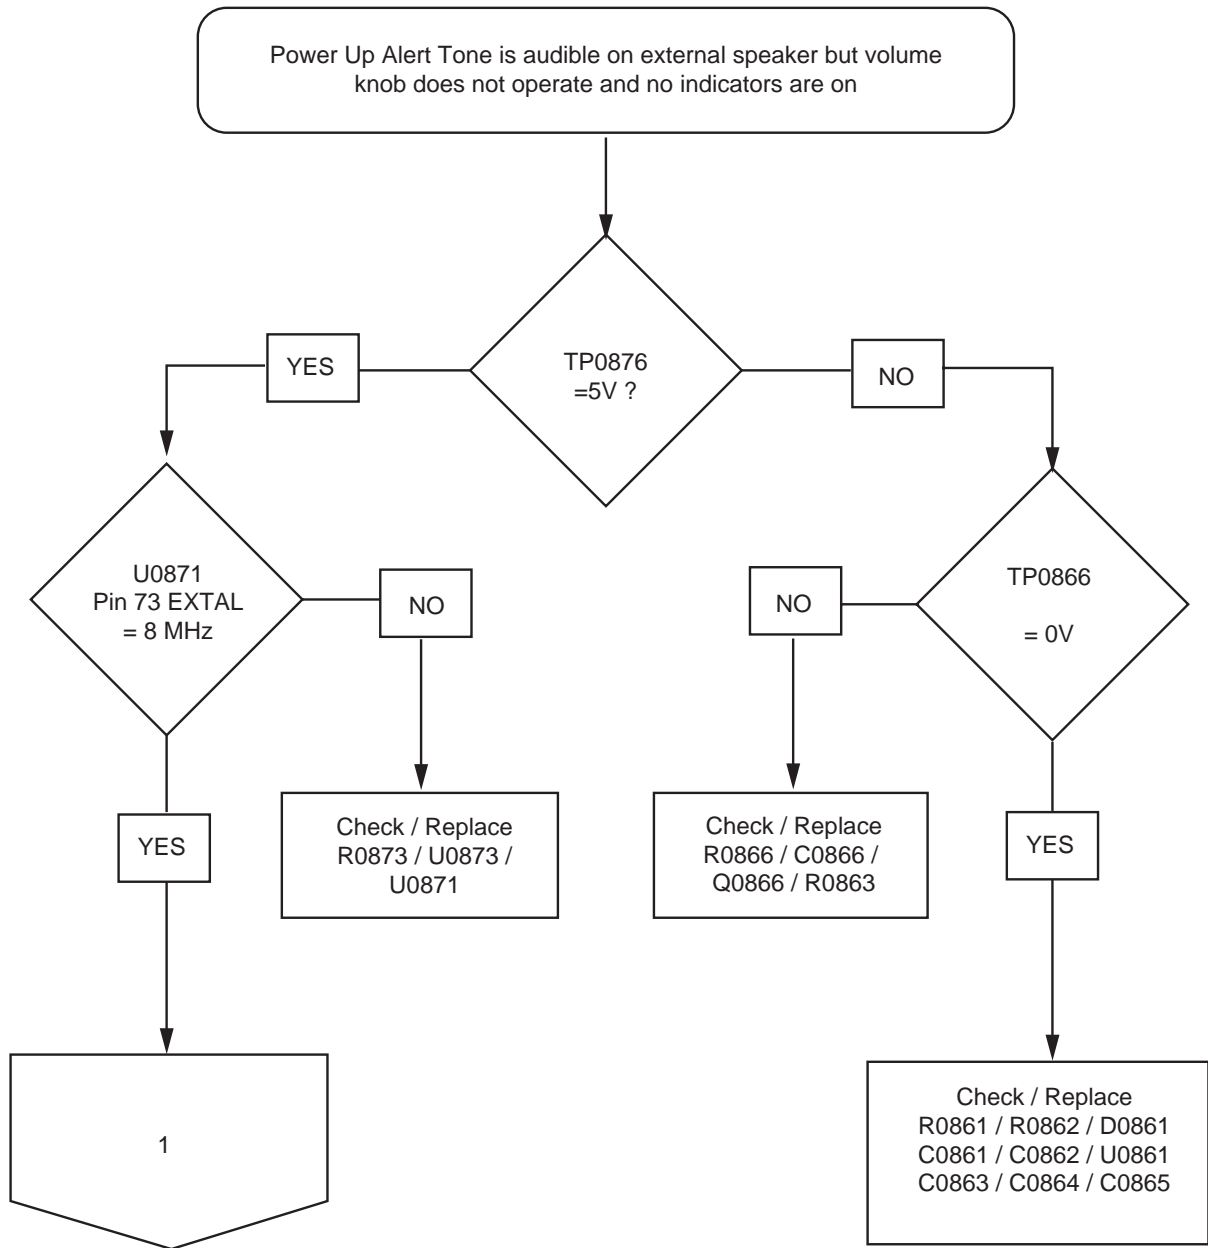 Power Up Alert Tone is audible on external speaker but volume
knob does not operate and no indicators are on
TP0876
=5V ?
YES
NO
U0871
Pin 73 EXTAL
= 8 MHz
NO
NO
TP0866
= 0V
YES
Check / Replace
R0873 / U0873 /
U0871
Check / Replace
R0866 / C0866 /
Q0866 / R0863
YES
1
Check / Replace
R0861 / R0862 / D0861
C0861 / C0862 / U0861
C0863 / C0864 / C0865